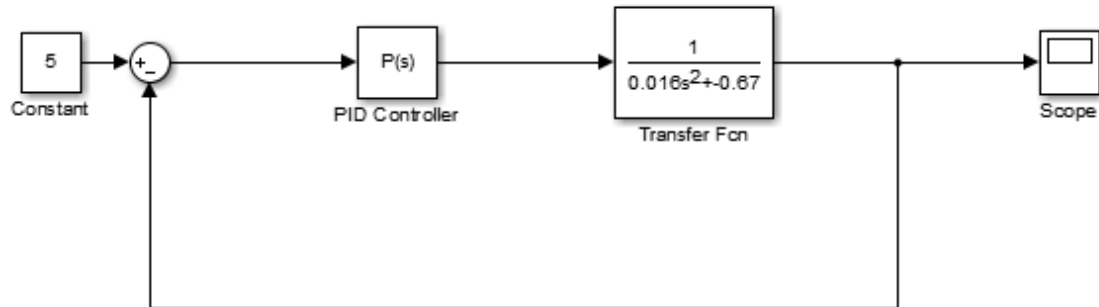 5
Constant
+
−
P(s)
PID Controller
1
0.016s²+-0.67
Transfer Fcn
Scope